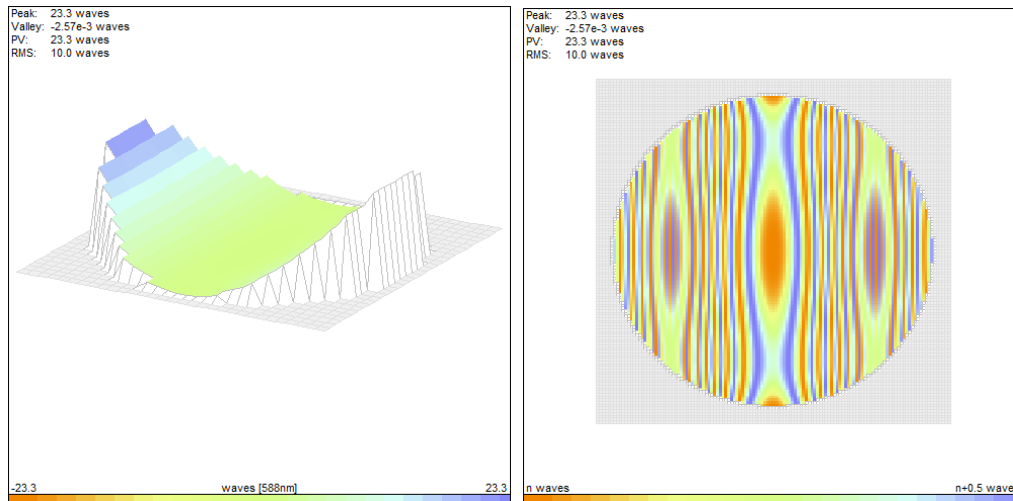 Peak: 23.3 waves
Valley: -2.57e-3 waves
PV: 23.3 waves
RMS: 10.0 waves
-23.3 waves [588nm] 23.3
Peak: 23.3 waves
Valley: -2.57e-3 waves
PV: 23.3 waves
RMS: 10.0 waves
n waves n+0.5 wave